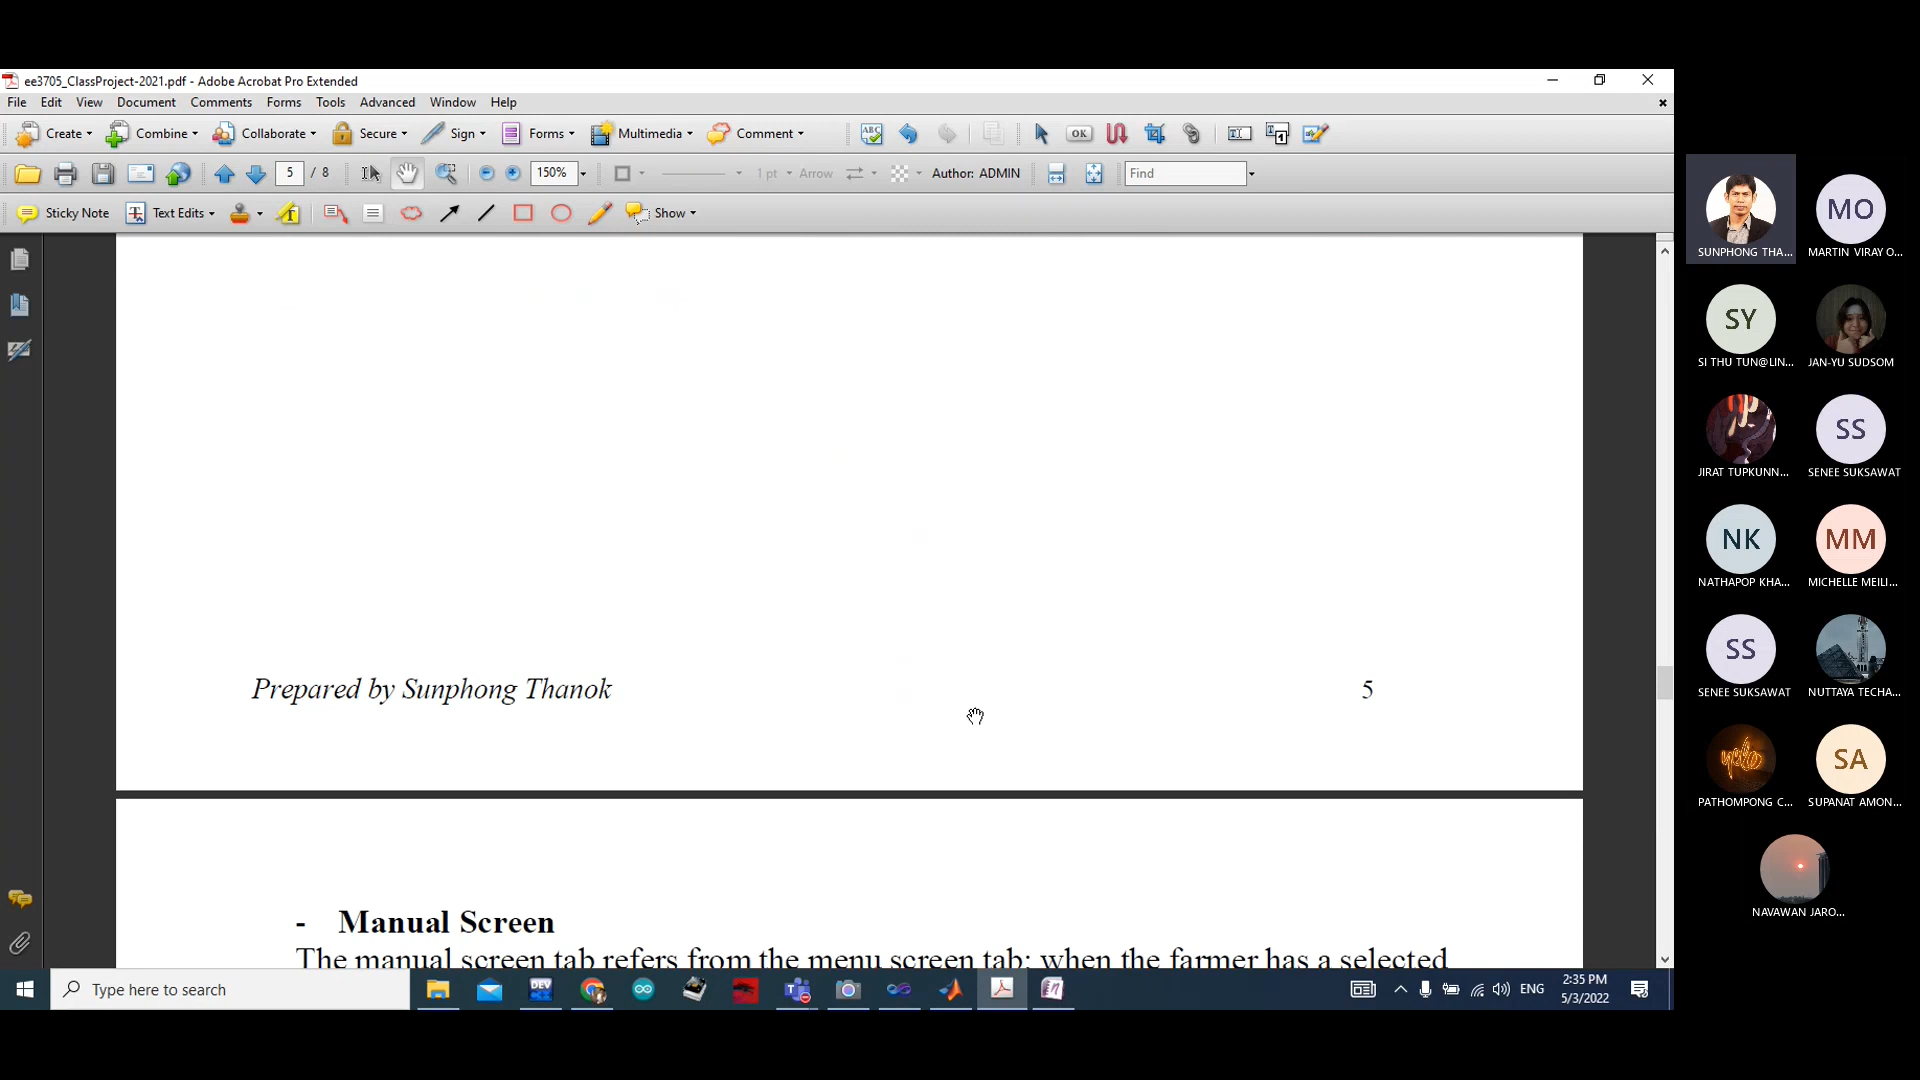 ee3705_ClassProject-2021.pdf - Adobe Acrobat Pro Extended
File Edit View Document Comments Forms Tools Advanced Window Help
Create Combine Collaborate Secure Sign Forms Multimedia Comment
5 / 8 150% 1 pt Arrow Author: ADMIN Find
Sticky Note Text Edits Show
Prepared by Sunphong Thanok 5
- Manual Screen
The manual screen tab refers from the menu screen tab; when the farmer has a selected
Type here to search
DEV
ENG
2:35 PM
5/3/2022
SUNPHONG THA...
MO
MARTIN VIRAY O...
SY
SI THU TUN@LIN...
JAN-YU SUDSOM
JIRAT TUPKUNN...
SS
SENEE SUKSAWAT
NK
NATHAPOP KHA...
MM
MICHELLE MEILI...
SS
SENEE SUKSAWAT
NUTTAYA TECHA...
PATHOMPONG C...
SA
SUPANAT AMON...
NAVAWAN JARO...